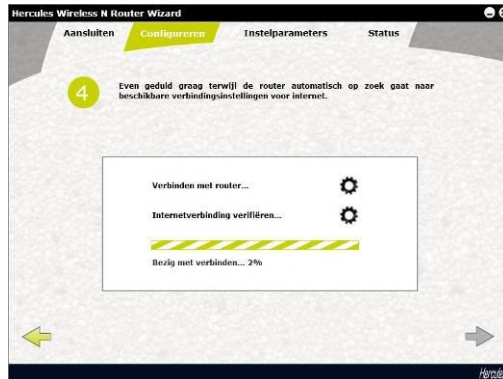 Hercules Wireless N Router Wizard
Aansluiten Configureren Instelparameters Status
4
Even geduld graag terwijl de router automatisch op zoek gaat naar
beschikbare verbindingsinstellingen voor internet.
Verbinden met router...
Internetverbinding verifiëren...
Bezig met verbinden... 2%